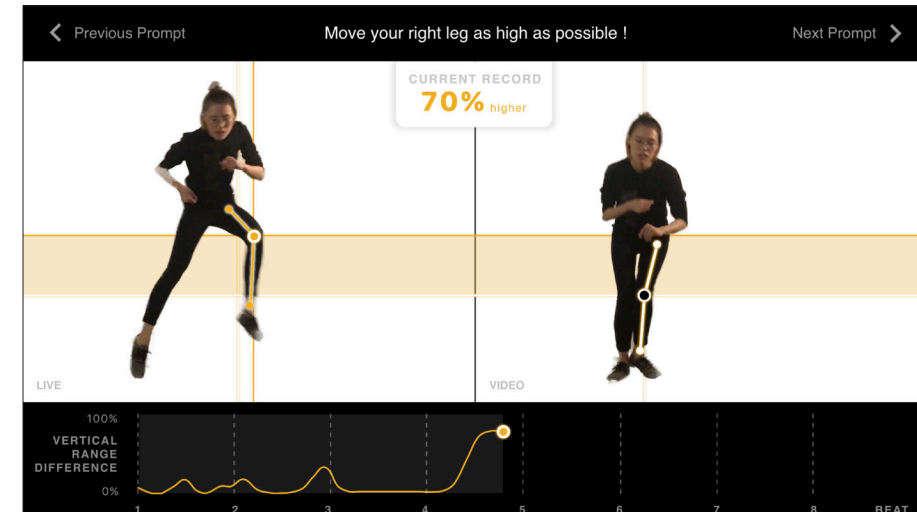 Previous Prompt
Move your right leg as high as possible !
Next Prompt
CURRENT RECORD
70% higher
LIVE
VIDEO
100%
VERTICAL
RANGE
DIFFERENCE
0%
1 2 3 4 5 6 7 8 BEAT